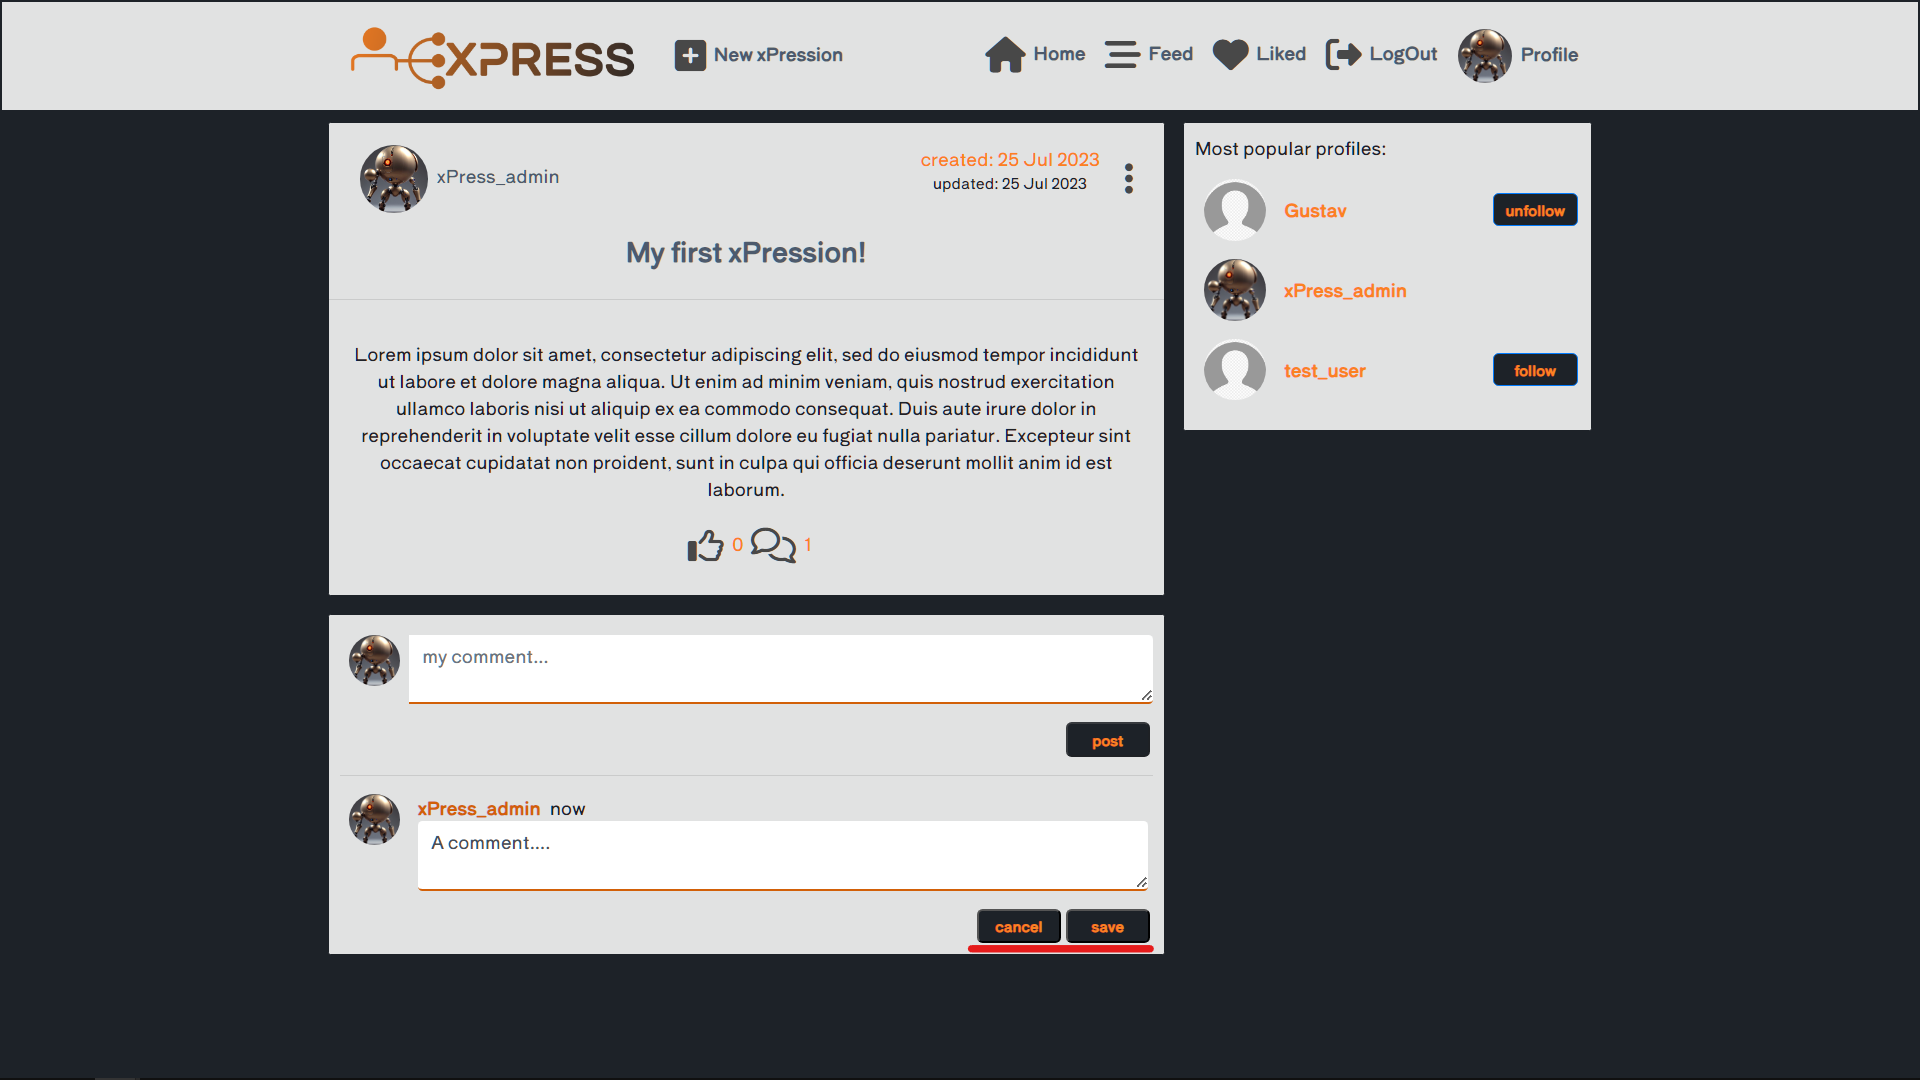 XPRESS New xPression Home Feed Liked LogOut Profile
xPress_admin
created: 25 Jul 2023
updated: 25 Jul 2023
My first xPression!
Lorem ipsum dolor sit amet, consectetur adipiscing elit, sed do eiusmod tempor incididunt
ut labore et dolore magna aliqua. Ut enim ad minim veniam, quis nostrud exercitation
ullamco laboris nisi ut aliquip ex ea commodo consequat. Duis aute irure dolor in
reprehenderit in voluptate velit esse cillum dolore eu fugiat nulla pariatur. Excepteur sint
occaecat cupidatat non proident, sunt in culpa qui officia deserunt mollit anim id est
laborum.
0 1
my comment...
post
xPress_admin now
A comment....
cancel save
Most popular profiles:
Gustav unfollow
xPress_admin
test_user follow